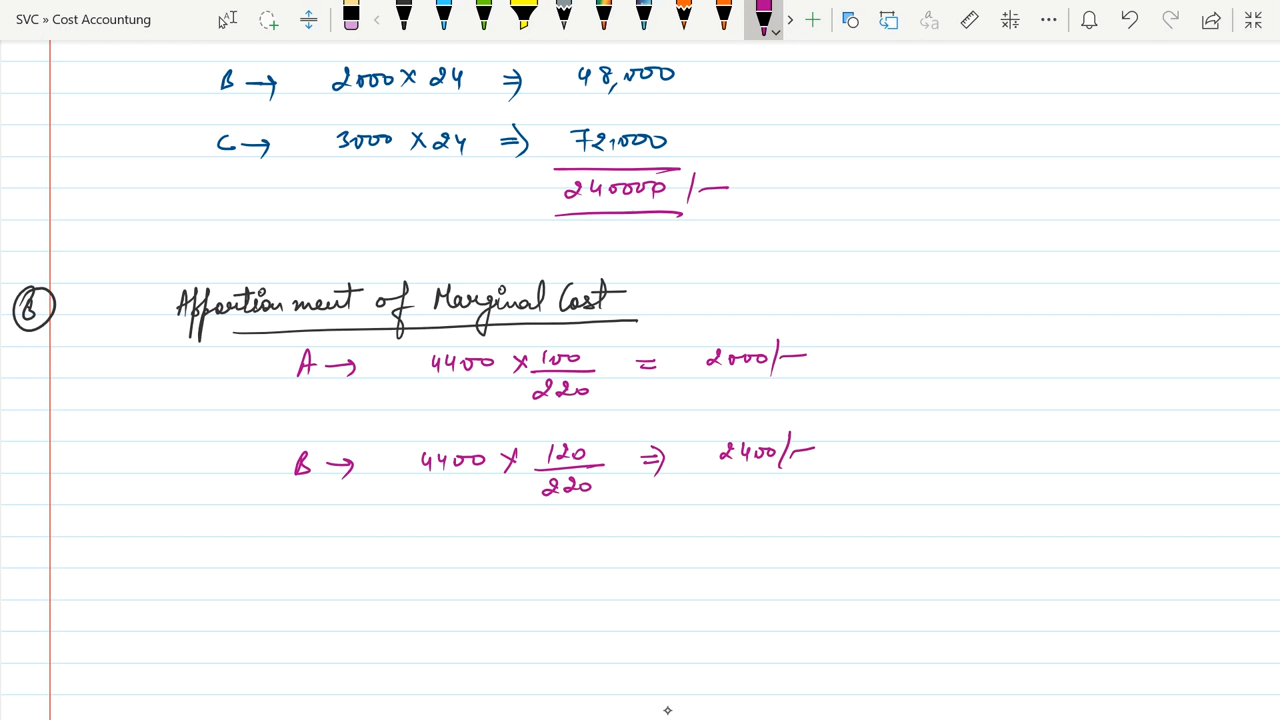 SVC » Cost Accountung
B → 2000 × 24 ⇒ 48,000
C → 3000 × 24 ⇒ 72,000
240000/-
B Apportionment of Marginal Cost
A → 4400 × 100/220 = 2000/-
B → 4400 × 120/220 ⇒ 2400/-